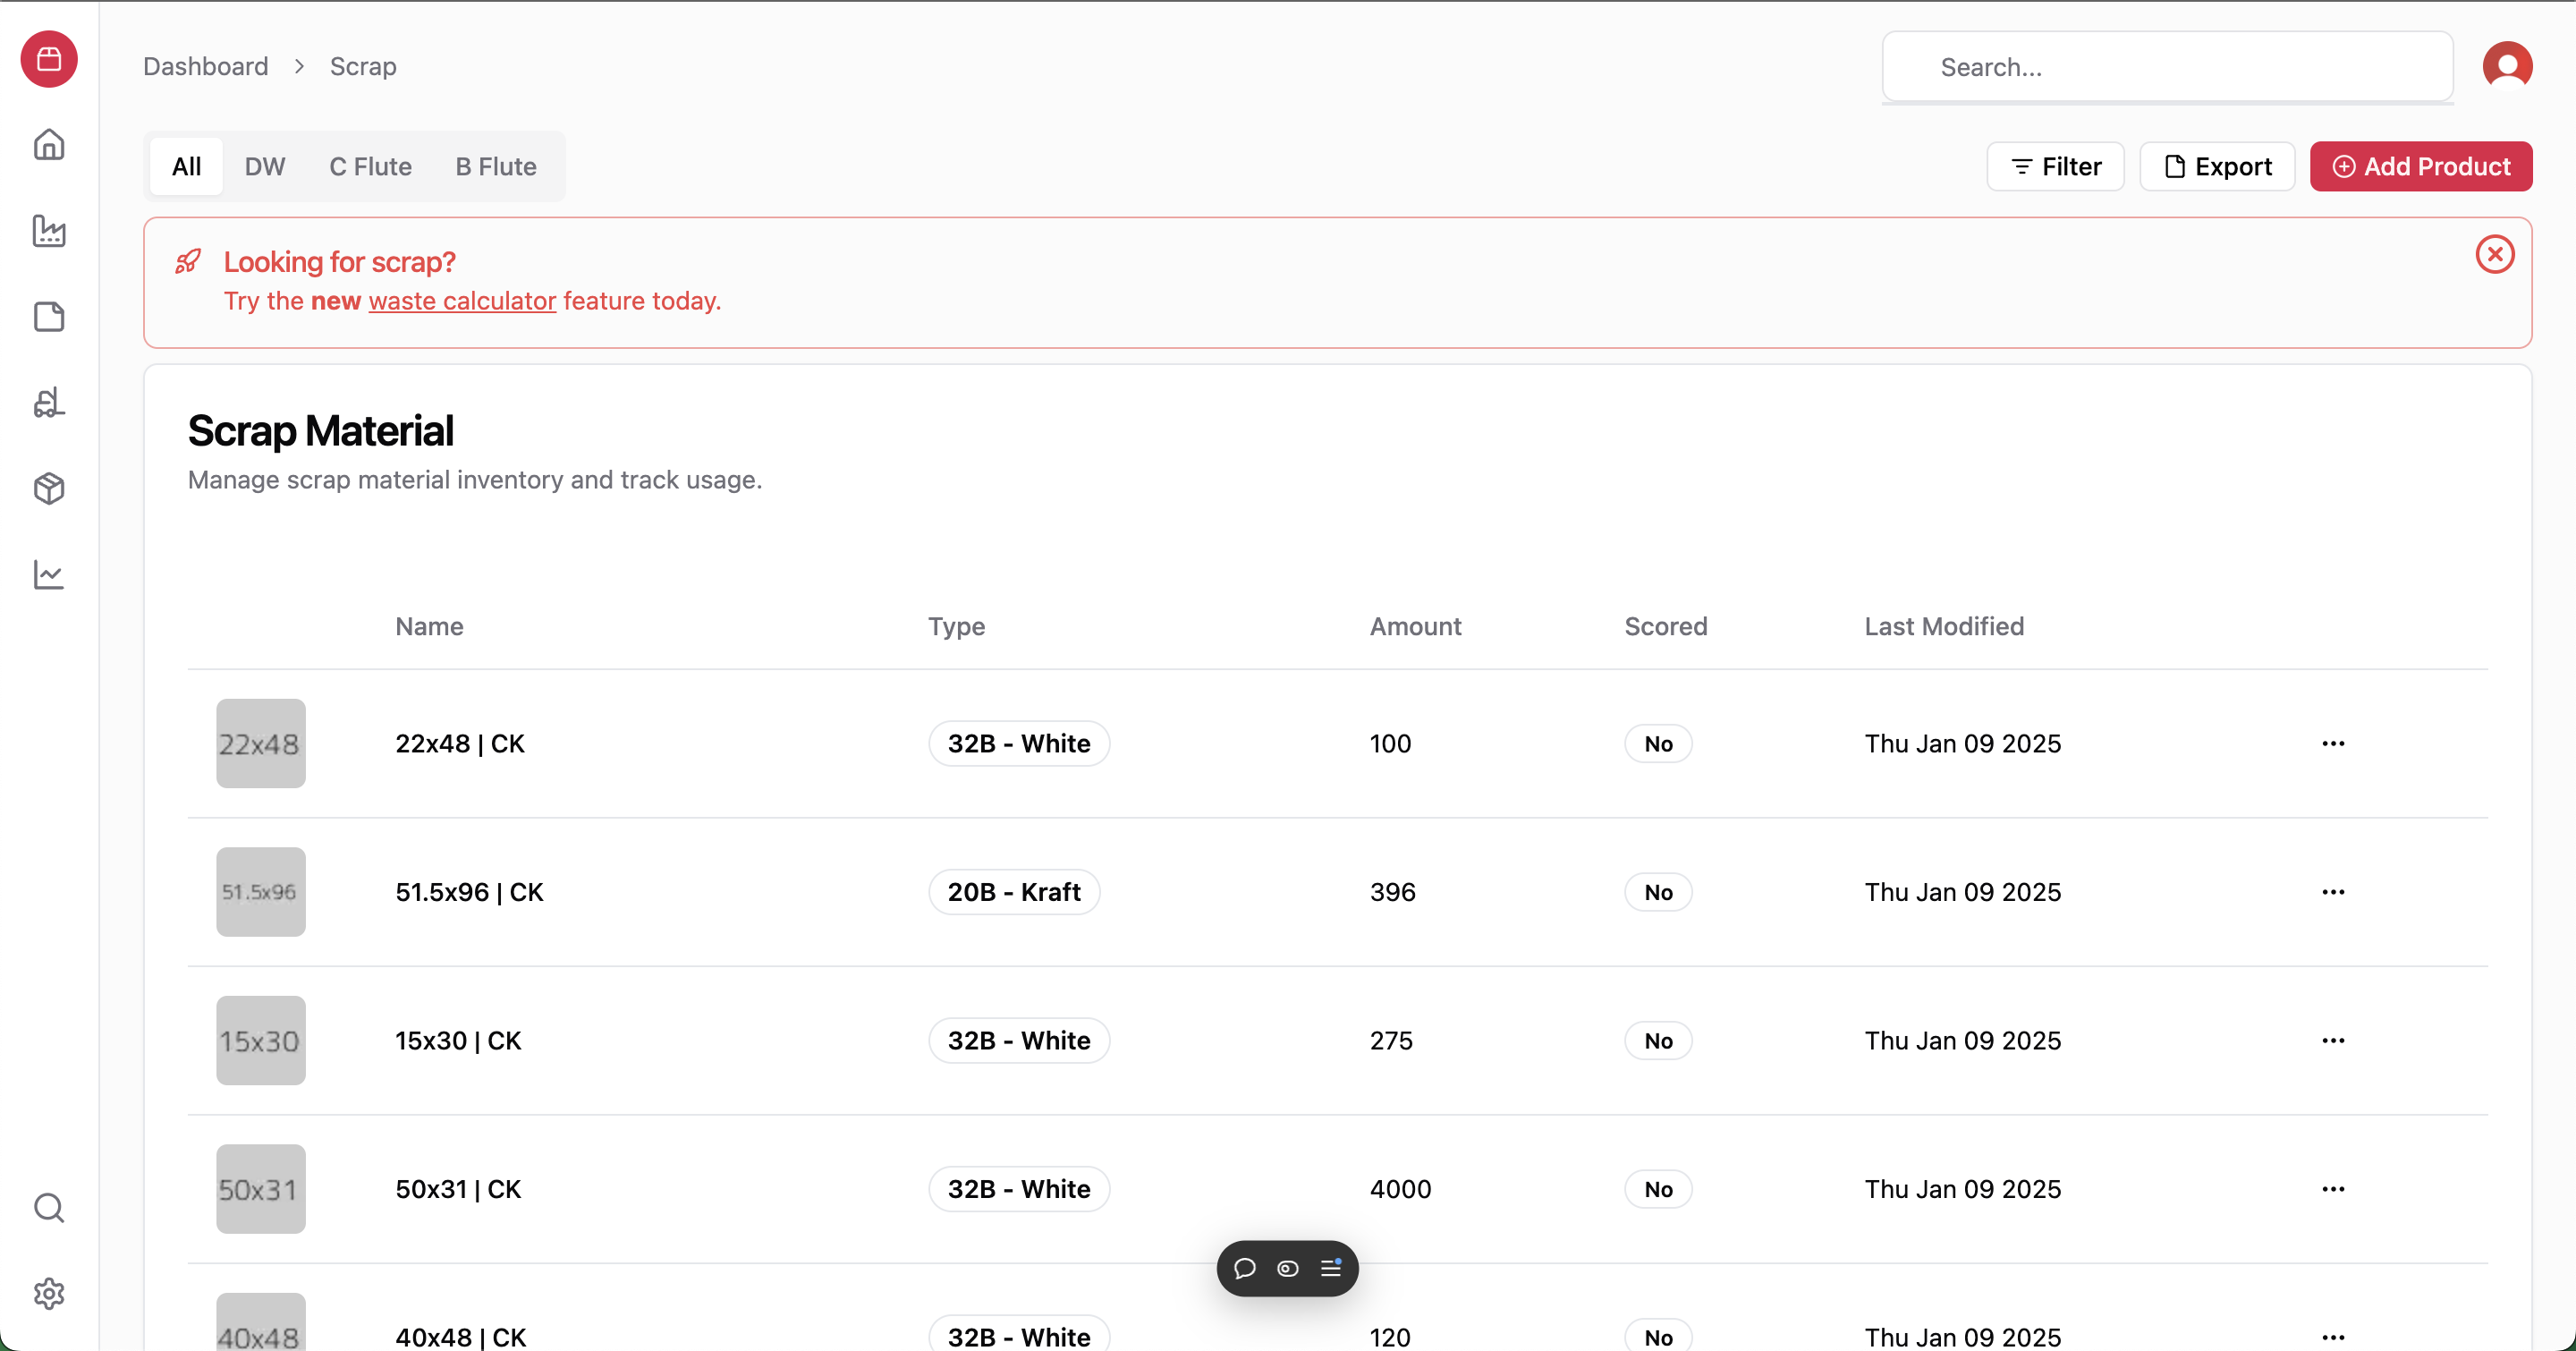 Dashboard > Scrap
Search...
All DW C Flute B Flute
Filter Export Add Product
Looking for scrap?
Try the new waste calculator feature today.
Scrap Material
Manage scrap material inventory and track usage.
Name Type Amount Scored Last Modified
22x48 22x48 | CK 32B - White 100 No Thu Jan 09 2025 ...
51.5x96 51.5x96 | CK 20B - Kraft 396 No Thu Jan 09 2025 ...
15x30 15x30 | CK 32B - White 275 No Thu Jan 09 2025 ...
50x31 50x31 | CK 32B - White 4000 No Thu Jan 09 2025 ...
40x48 40x48 | CK 32B - White 120 No Thu Jan 09 2025 ...